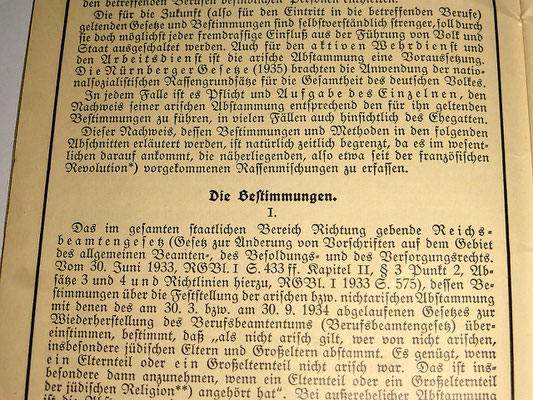 den betreffenden Berufen befindlichen Personen
Die für die Zukunft (also für den Eintritt in die betreffenden Berufe)
geltenden Gesetze und Bestimmungen sind selbstverständlich strenger, soll durch
sie doch möglichst jeder fremdrassige Einfluß aus der Führung von Volk und
Staat ausgeschaltet werden. Auch für den aktiven Wehrdienst und
den Arbeitsdienst ist die arische Abstammung eine Voraussetzung.
Die Nürnberger Gesetze (1935) brachten die Anwendung der natio-
nalsozialistischen Rassengrundsätze für die Gesamtheit des deutschen Volkes.
In jedem Falle ist es Pflicht und Aufgabe des Einzelnen, den
Nachweis seiner arischen Abstammung entsprechend den für ihn geltenden
Bestimmungen zu führen, in vielen Fällen auch hinsichtlich des Ehegatten.
Dieser Nachweis, dessen Bestimmungen und Methoden in den folgenden
Abschnitten erläutert werden, ist natürlich zeitlich begrenzt, da es im wesent-
lichen darauf ankommt, die näherliegenden, also etwa seit der französischen
Revolution*) vorgekommenen Rassenmischungen zu erfassen.
Die Bestimmungen.
I.
Das im gesamten staatlichen Bereich Richtung gebende Reichs-
beamtengesetz (Gesetz zur Änderung von Vorschriften auf dem Gebiet
des allgemeinen Beamten-, des Besoldungs- und des Versorgungsrechts.
Vom 30. Juni 1933, RGBl. I S. 433 ff. Kapitel II, § 3 Punkt 2, Ab-
sätze 3 und 4 und Richtlinien hierzu, RGBl. I 1933 S. 575), dessen Be-
stimmungen über die Feststellung der arischen bzw. nichtarischen Abstammung
mit denen des am 30. 3. bzw. am 30. 9. 1934 abgelaufenen Gesetzes zur
Wiederherstellung des Berufsbeamtentums (Berufsbeamtengesetz) über-
einstimmen, bestimmt, daß „als nicht arisch gilt, wer von nicht arischen,
insbesondere jüdischen Eltern und Großeltern abstammt. Es genügt, wenn
ein Elternteil oder ein Großelternteil nicht arisch war. Das ist ins-
besondere dann anzunehmen, wenn ein Elternteil oder ein Großelternteil
der jüdischen Religion**) angehört hat“. Bei außerehelicher Abstammung
ist die